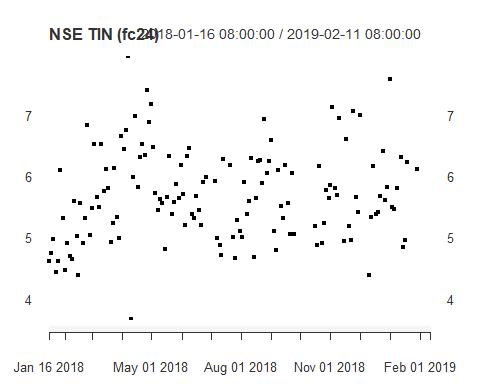 NSE TIN (fc24) 2018-01-16 08:00:00 / 2019-02-11 08:00:00
7 7
6 6
5 5
4 4
Jan 16 2018 May 01 2018 Aug 01 2018 Nov 01 2018 Feb 01 2019